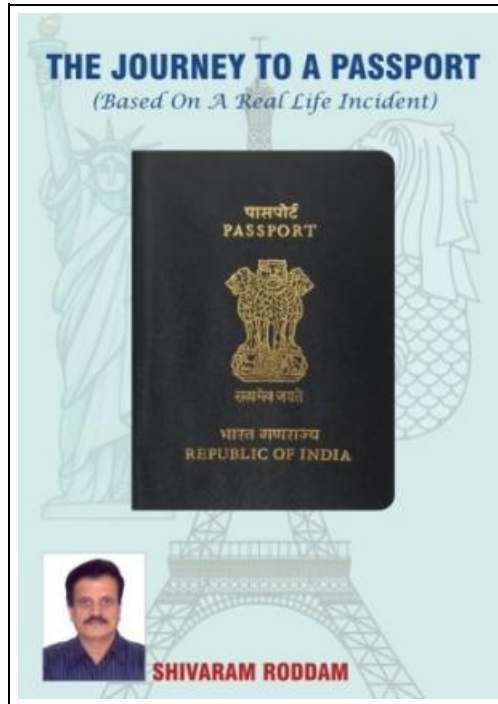 THE JOURNEY TO A PASSPORT
(Based On A Real Life Incident)
पासपोर्ट
PASSPORT
सत्यमेव जयते
भारत गणराज्य
REPUBLIC OF INDIA
SHIVARAM RODDAM